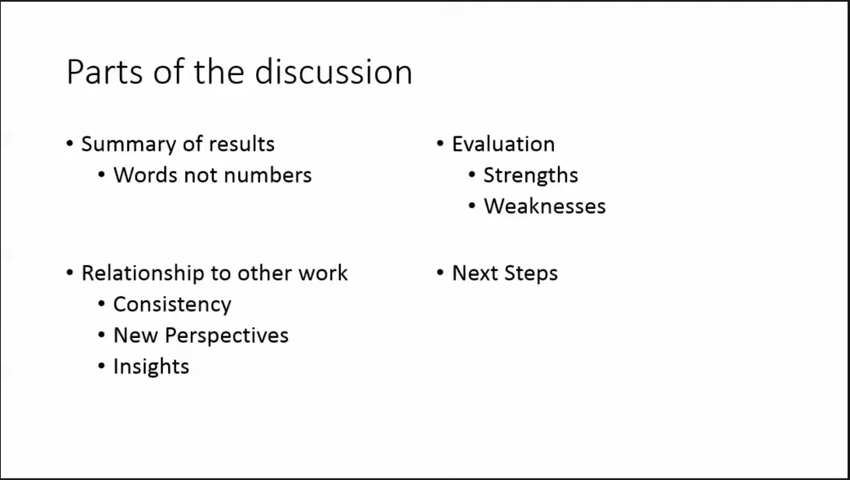 Parts of the discussion
• Summary of results
• Words not numbers
• Relationship to other work
• Consistency
• New Perspectives
• Insights
• Evaluation
• Strengths
• Weaknesses
• Next Steps